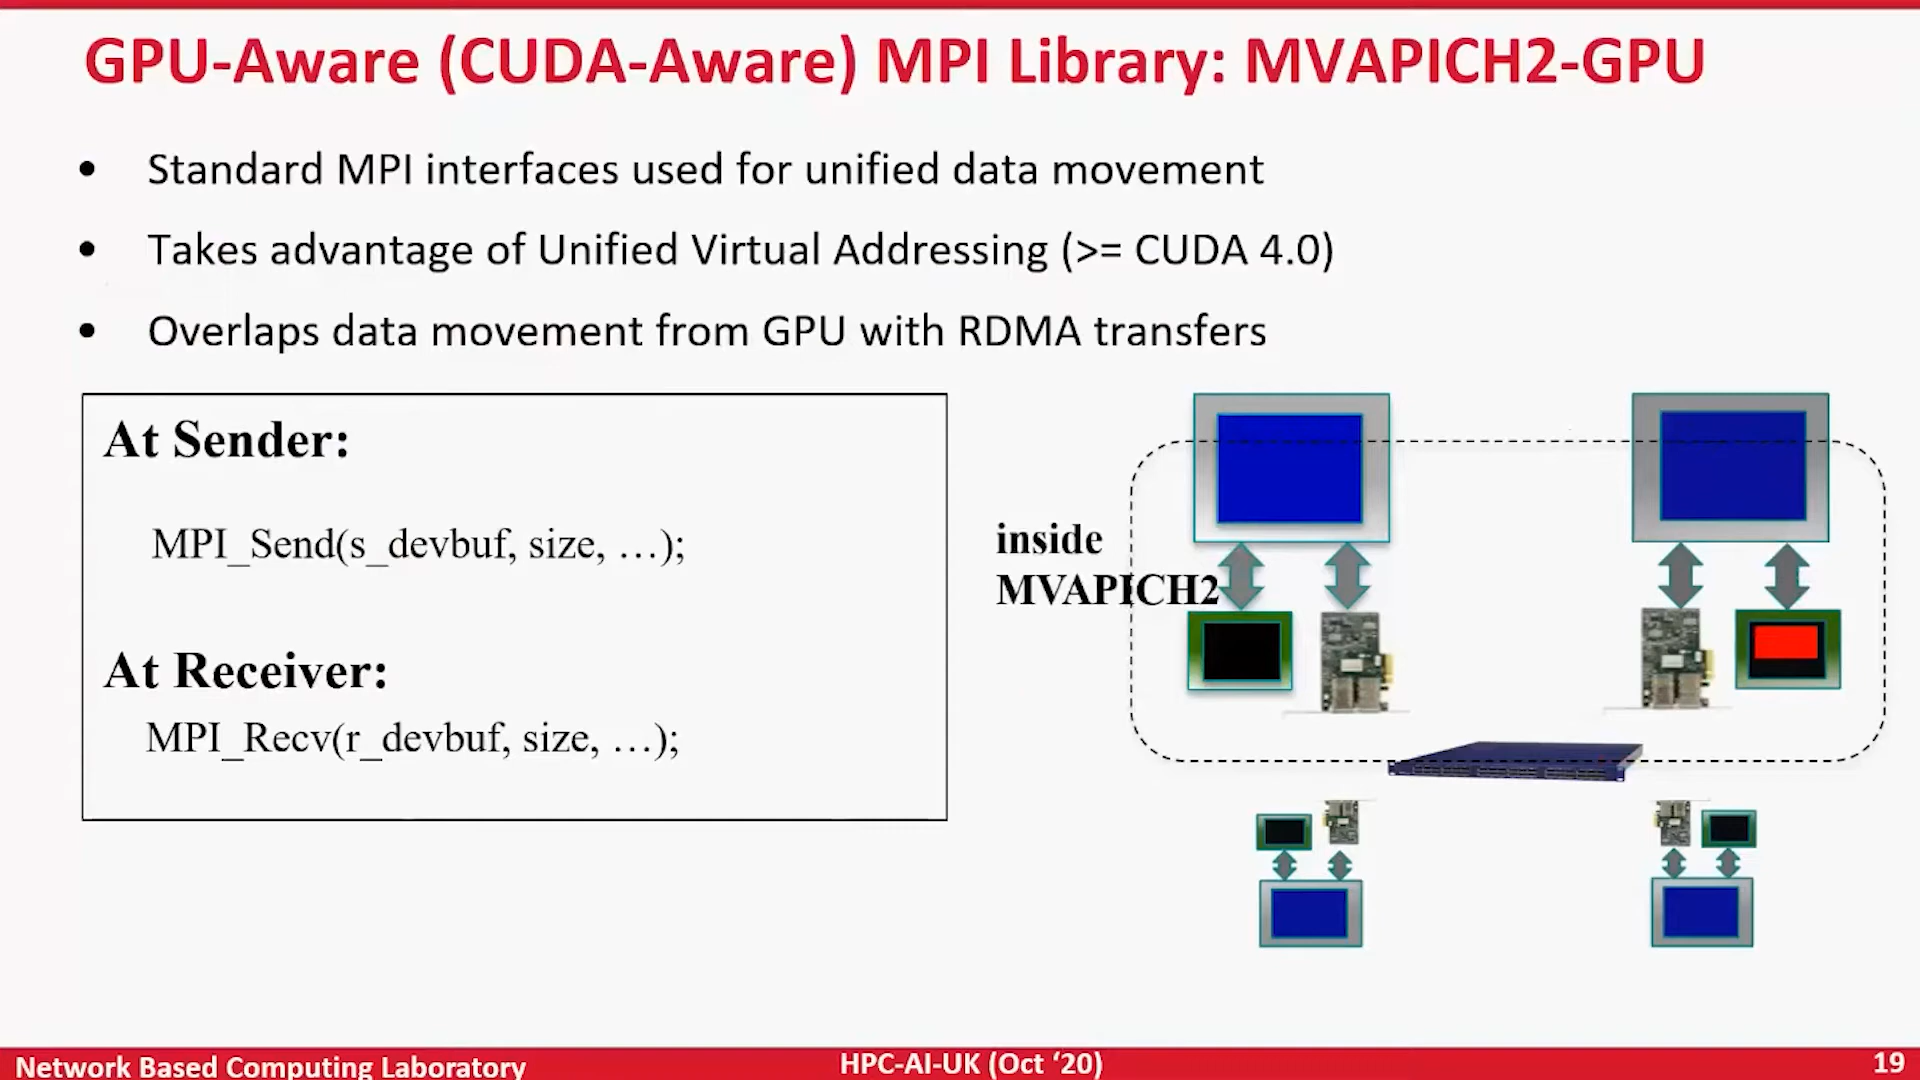 GPU-Aware (CUDA-Aware) MPI Library: MVAPICH2-GPU
• Standard MPI interfaces used for unified data movement
• Takes advantage of Unified Virtual Addressing (>= CUDA 4.0)
• Overlaps data movement from GPU with RDMA transfers
At Sender:
MPI_Send(s_devbuf, size, …);
At Receiver:
MPI_Recv(r_devbuf, size, …);
inside
MVAPICH2
Network Based Computing Laboratory
HPC-AI-UK (Oct ‘20)
19